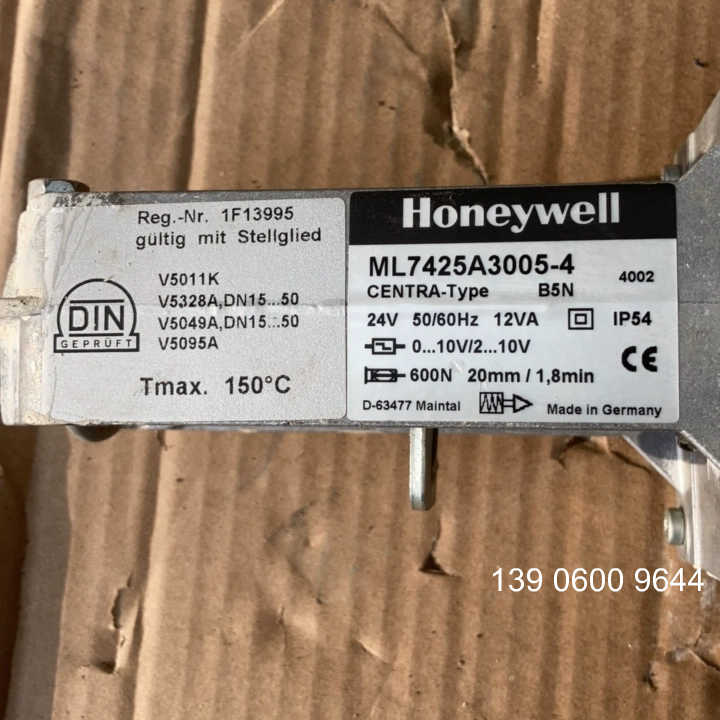 Reg.-Nr. 1F13995
gültig mit Stellglied
V5011K
V5328A,DN15...50
V5049A,DN15...50
V5095A
DIN
GEPRÜFT
Tmax. 150°C
Honeywell
ML7425A3005-4 4002
CENTRA-Type B5N
24V 50/60Hz 12VA IP54
0...10V/2...10V
CE
600N 20mm / 1,8min
D-63477 Maintal Made in Germany
139 0600 9644